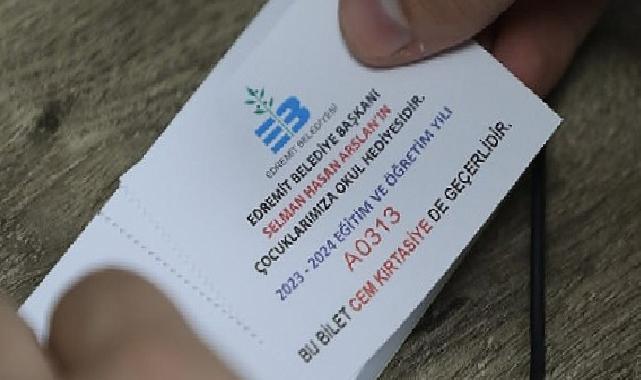 EDREMİT BELEDİYESİ
EDREMİT BELEDİYE BAŞKANI
SELMAN HASAN ARSLAN'IN
ÇOCUKLARIMIZA OKUL HEDİYESİDİR.
2023 - 2024 EĞİTİM VE ÖĞRETİM YILI
A0313
BU BİLET CEM KIRTASİYE DE GEÇERLİDİR.